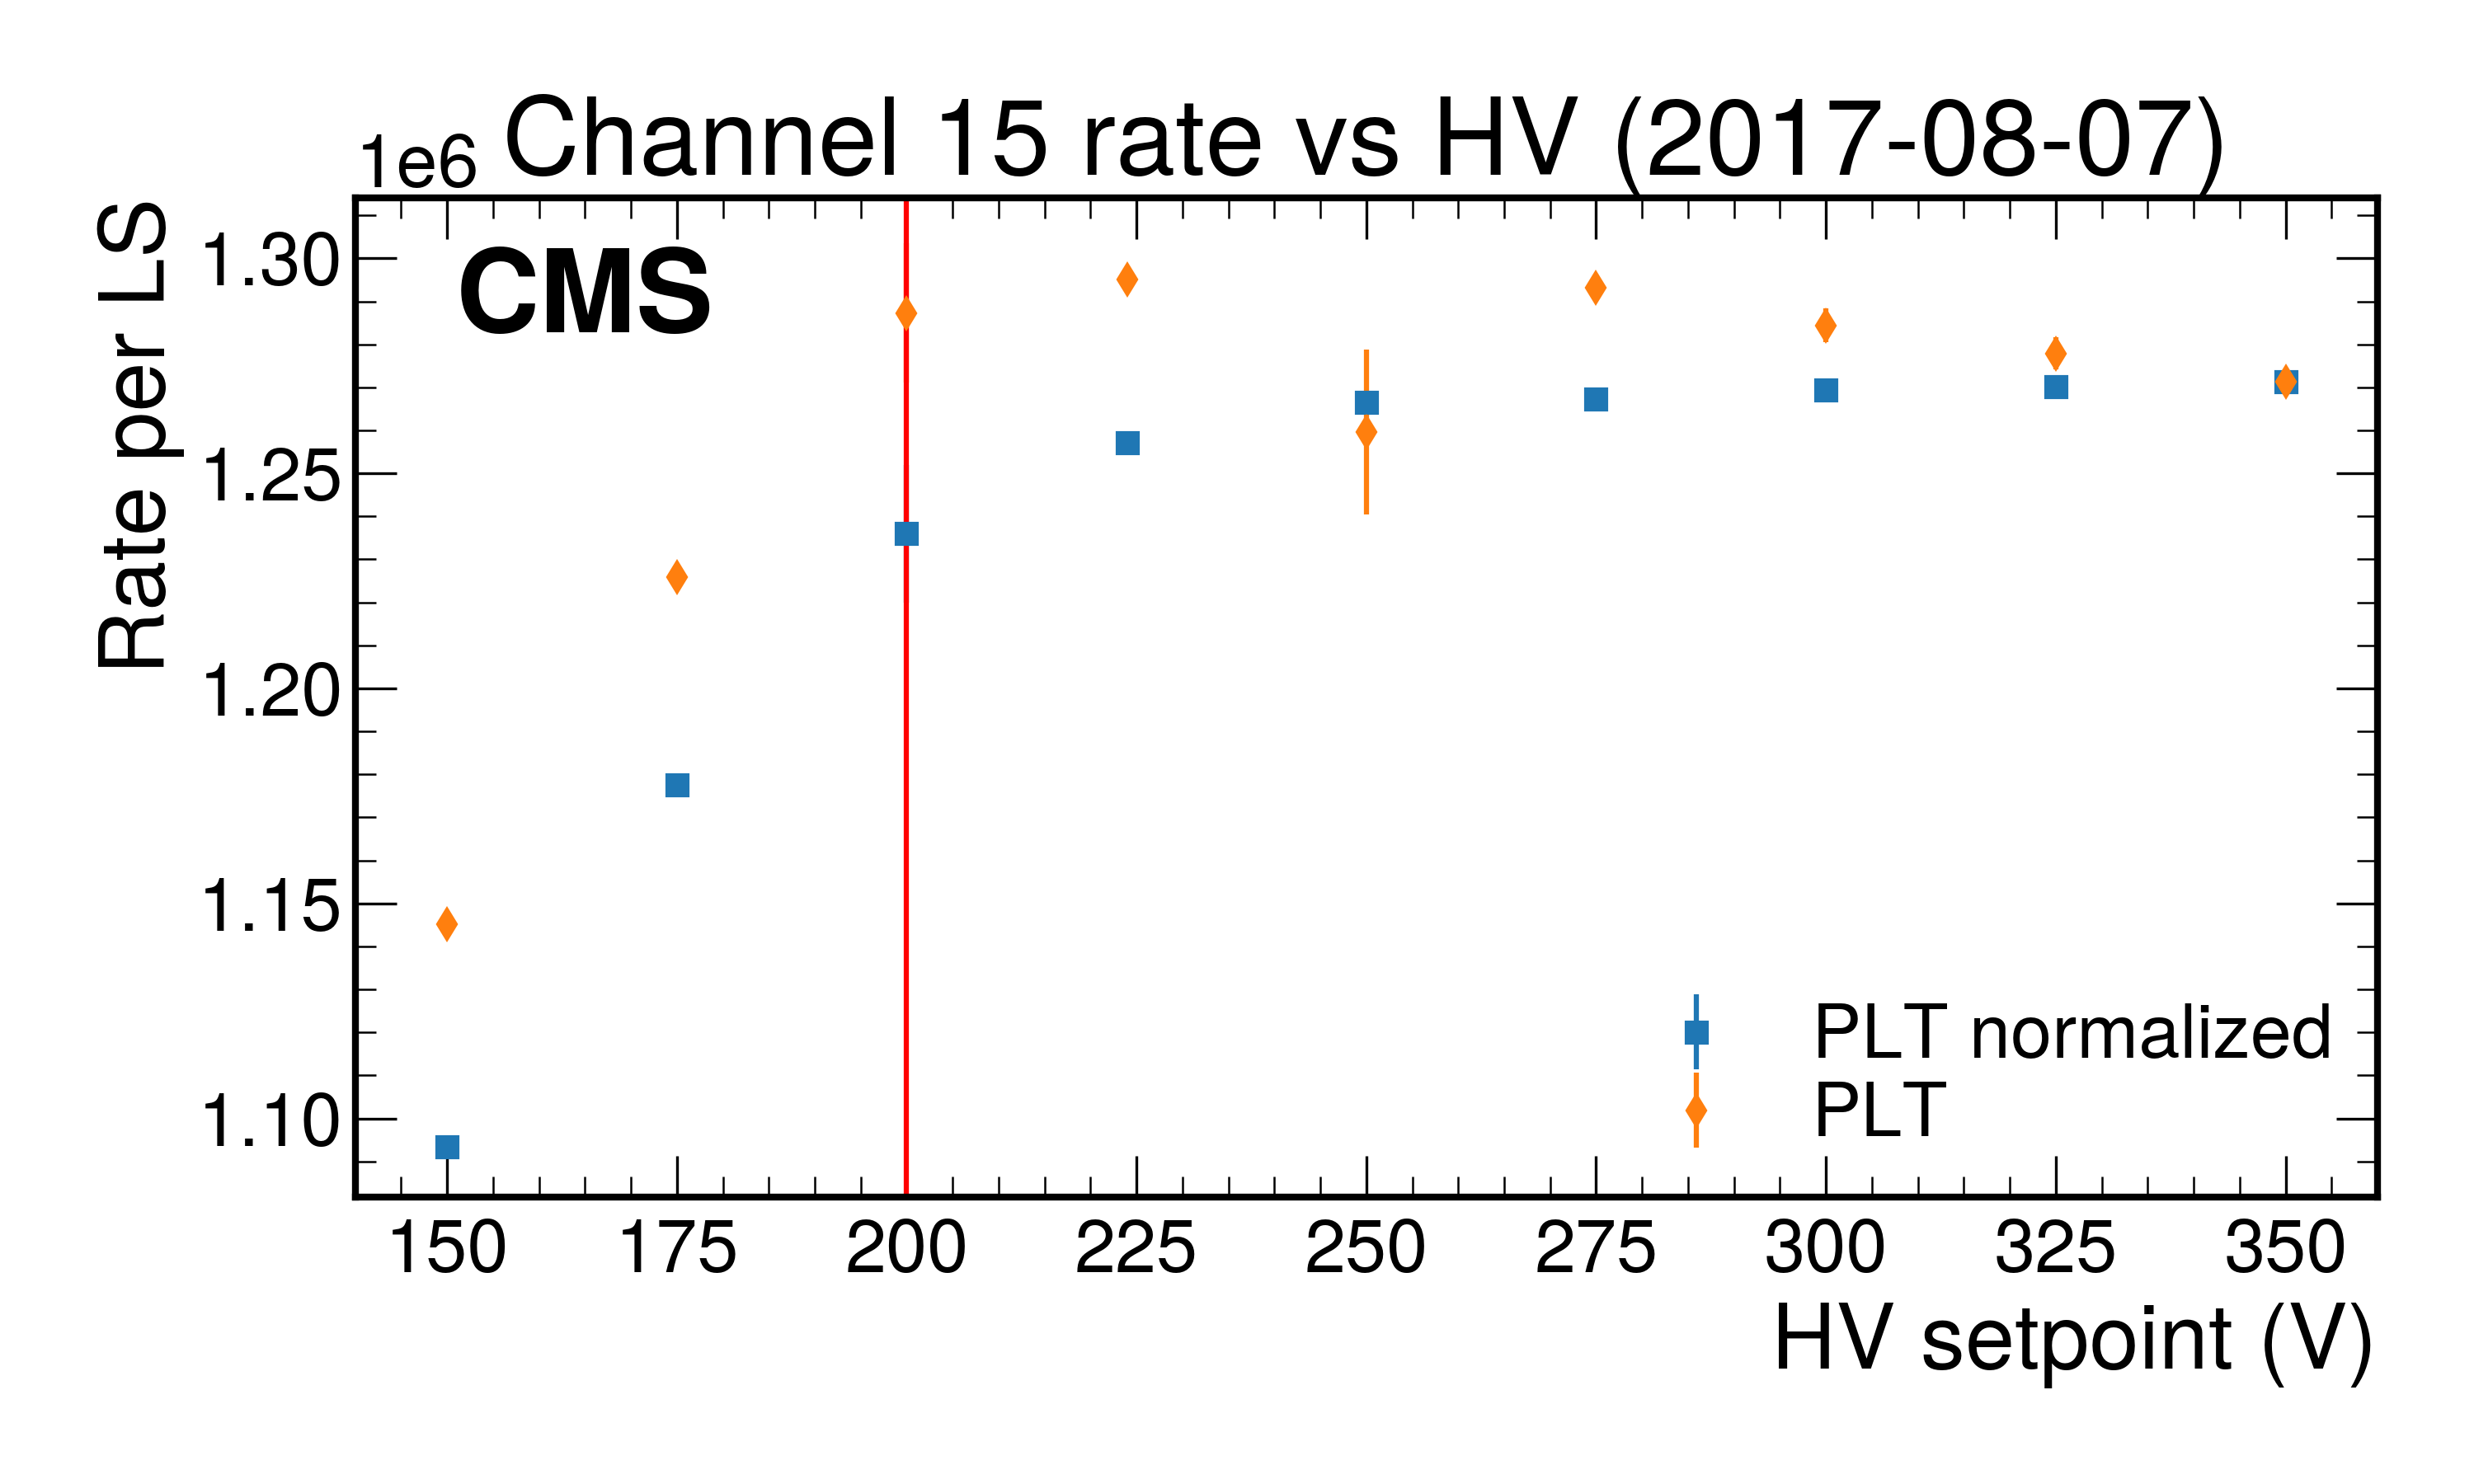 1e6 Channel 15 rate vs HV (2017-08-07)
CMS
Rate per LS
1.30
1.25
1.20
1.15
1.10
PLT normalized
PLT
150 175 200 225 250 275 300 325 350
HV setpoint (V)